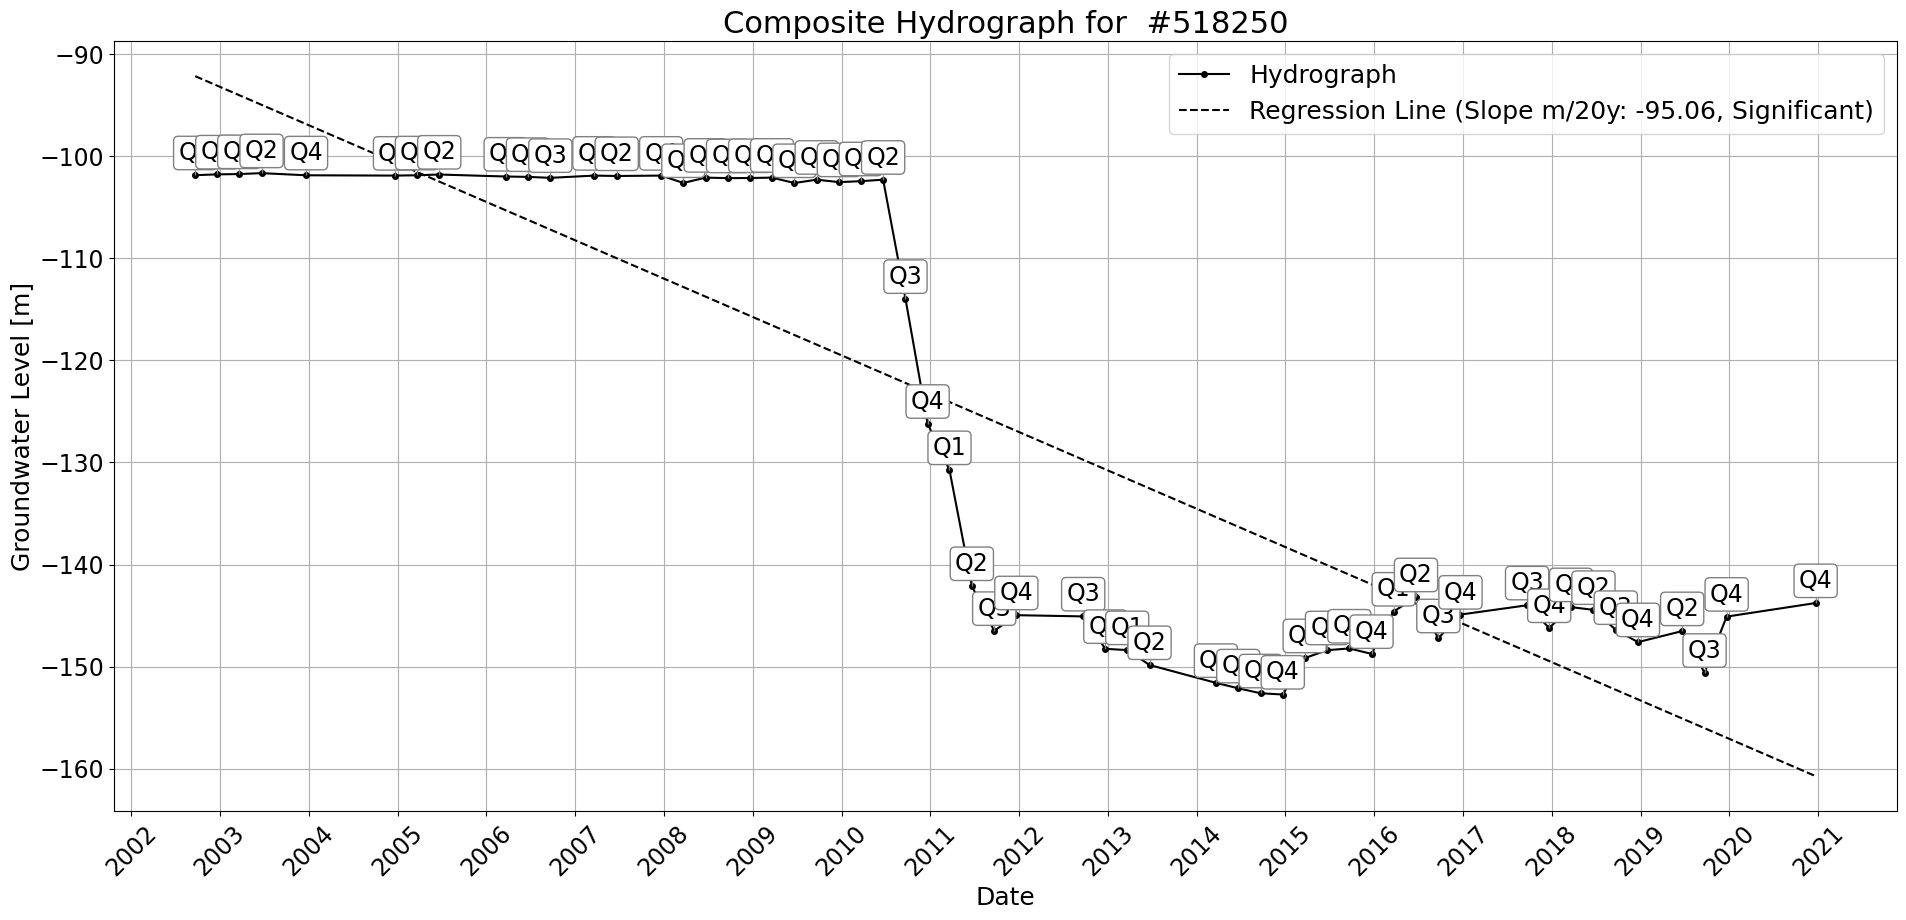 Composite Hydrograph for #518250
Hydrograph
Regression Line (Slope m/20y: -95.06, Significant)
Groundwater Level [m]
−90
−100
−110
−120
−130
−140
−150
−160
Q2
Q4
Q2
Q3
Q2
Q2
Q3
Q4
Q1
Q2
Q3
Q4
Q3
Q1
Q2
Q4
Q4
Q1
Q2
Q3
Q4
Q3
Q4
Q2
Q3
Q4
Q2
Q3
Q4
Q4
2002 2003 2004 2005 2006 2007 2008 2009 2010 2011 2012 2013 2014 2015 2016 2017 2018 2019 2020 2021
Date